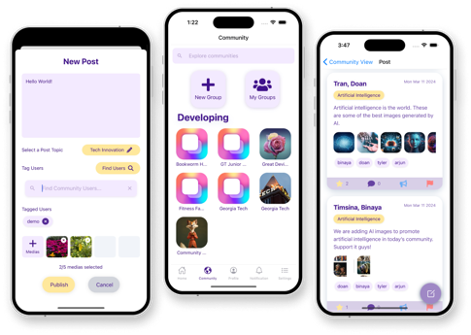 New Post
Hello World!
Select a Post Topic
Tech Innovation
Tag Users
Find Users
Find Community Users...
Tagged Users
demo
Medias
2/5 medias selected
Publish
Cancel
1:22
Community
Explore communities
New Group
My Groups
Developing
Bookworm H...
GT Junior ...
Great Devi...
Fitness Fa...
Georgia Tech
Georgia Tech
Community ...
Home
Community
Profile
Notification
Settings
3:47
Community View
Post
Tran, Doan
Mon Mar 11 2024
Artificial Intelligence
Artificial intelligence is the world. These
are some of the best images generated by
AI.
binaya
doan
tyler
arjun
2
2
Timsina, Binaya
Mon Mar 11 2024
Artificial Intelligence
We are adding AI images to promote
artificial intelligence in today's community.
Support it guys!
binaya
doan
tyler
arjun